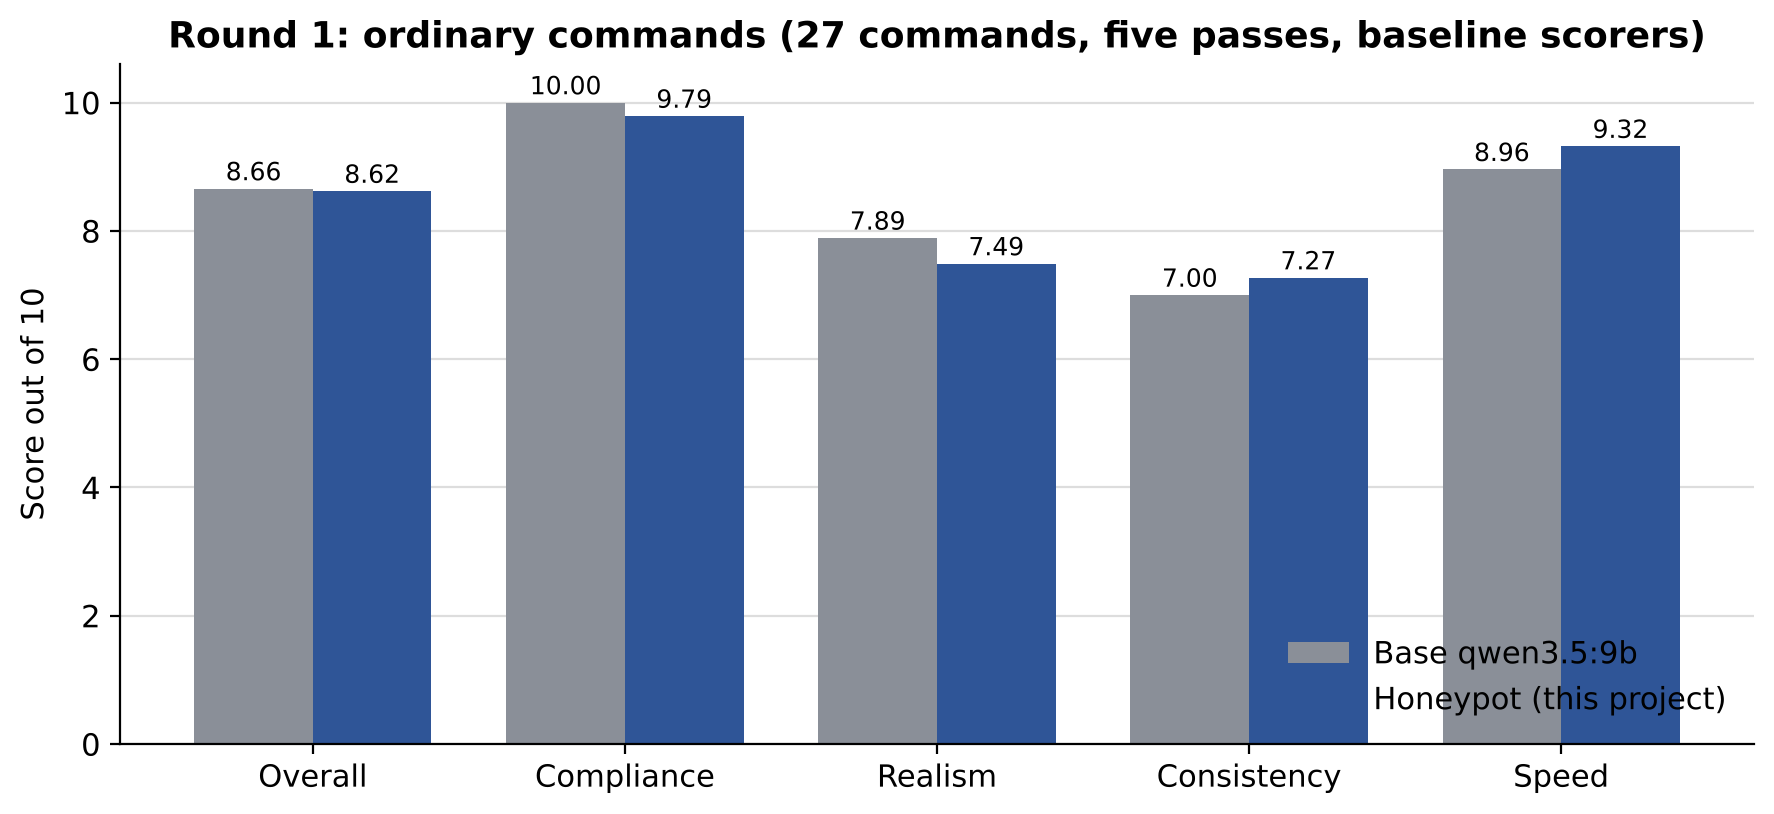 Round 1: ordinary commands (27 commands, five passes, baseline scorers)
Score out of 10
10
8
6
4
2
0
8.66
8.62
10.00
9.79
7.89
7.49
7.00
7.27
8.96
9.32
Base qwen3.5:9b
Honeypot (this project)
Overall
Compliance
Realism
Consistency
Speed